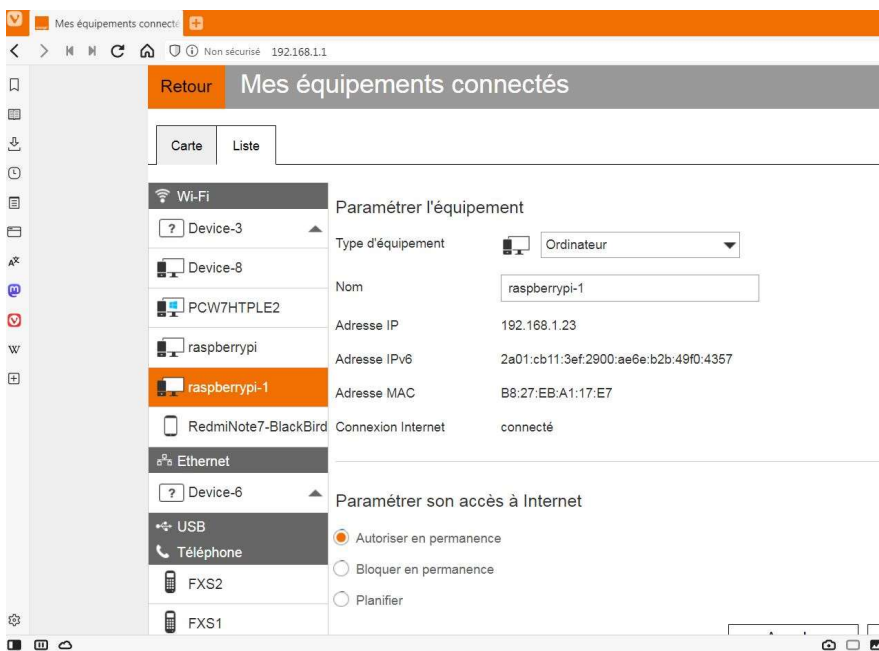 Mes équipements connecté
Non sécurisé 192.168.1.1
Retour Mes équipements connectés
Carte Liste
Wi-Fi
Device-3
Device-8
PCW7HTPLE2
raspberrypi
raspberrypi-1
RedmiNote7-BlackBird
Ethernet
Device-6
USB
Téléphone
FXS2
FXS1
Paramétrer l'équipement
Type d'équipement Ordinateur
Nom raspberrypi-1
Adresse IP 192.168.1.23
Adresse IPv6 2a01:cb11:3ef:2900:ae6e:b2b:49f0:4357
Adresse MAC B8:27:EB:A1:17:E7
Connexion Internet connecté
Paramétrer son accès à Internet
Autoriser en permanence
Bloquer en permanence
Planifier